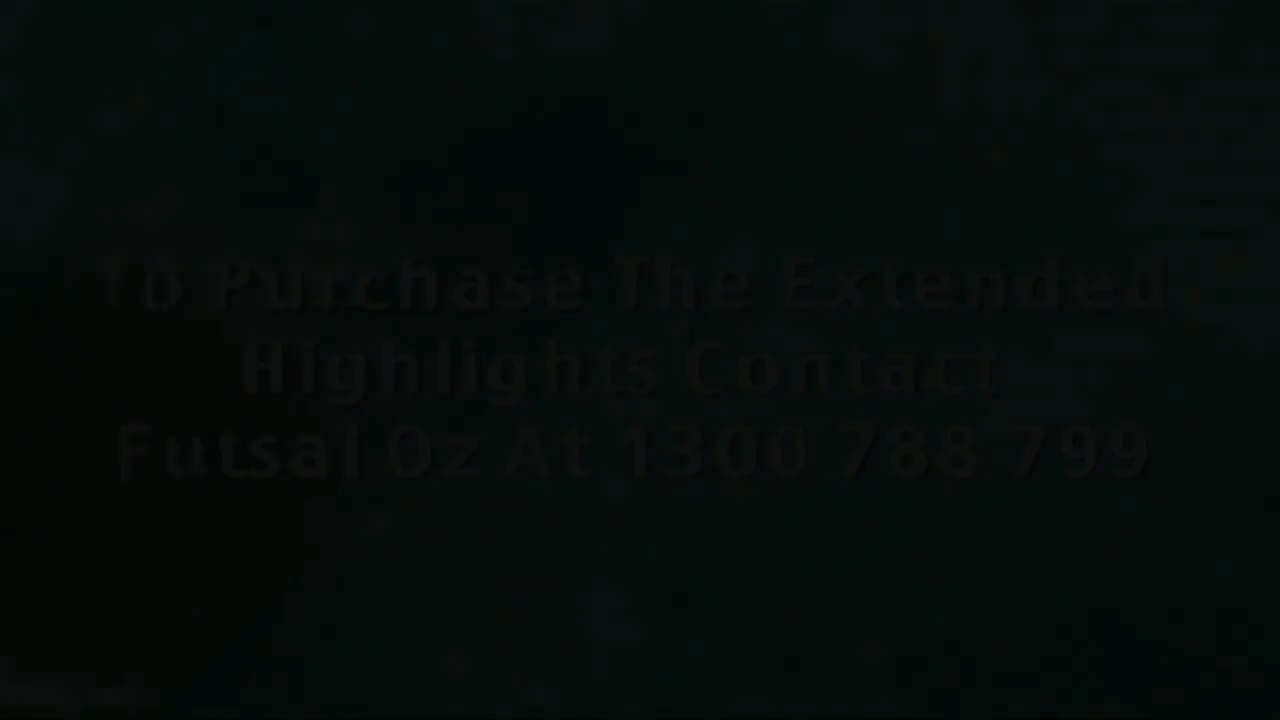 To Purchase The Extended
Highlights Contact
Futsal Oz At 1300 788 799